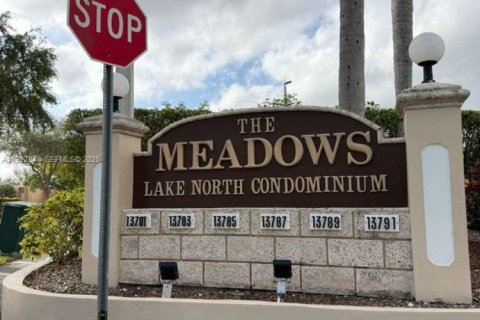 STOP
THE
MEADOWS
LAKE NORTH CONDOMINIUM
13781 13783 13785 13787 13789 13791